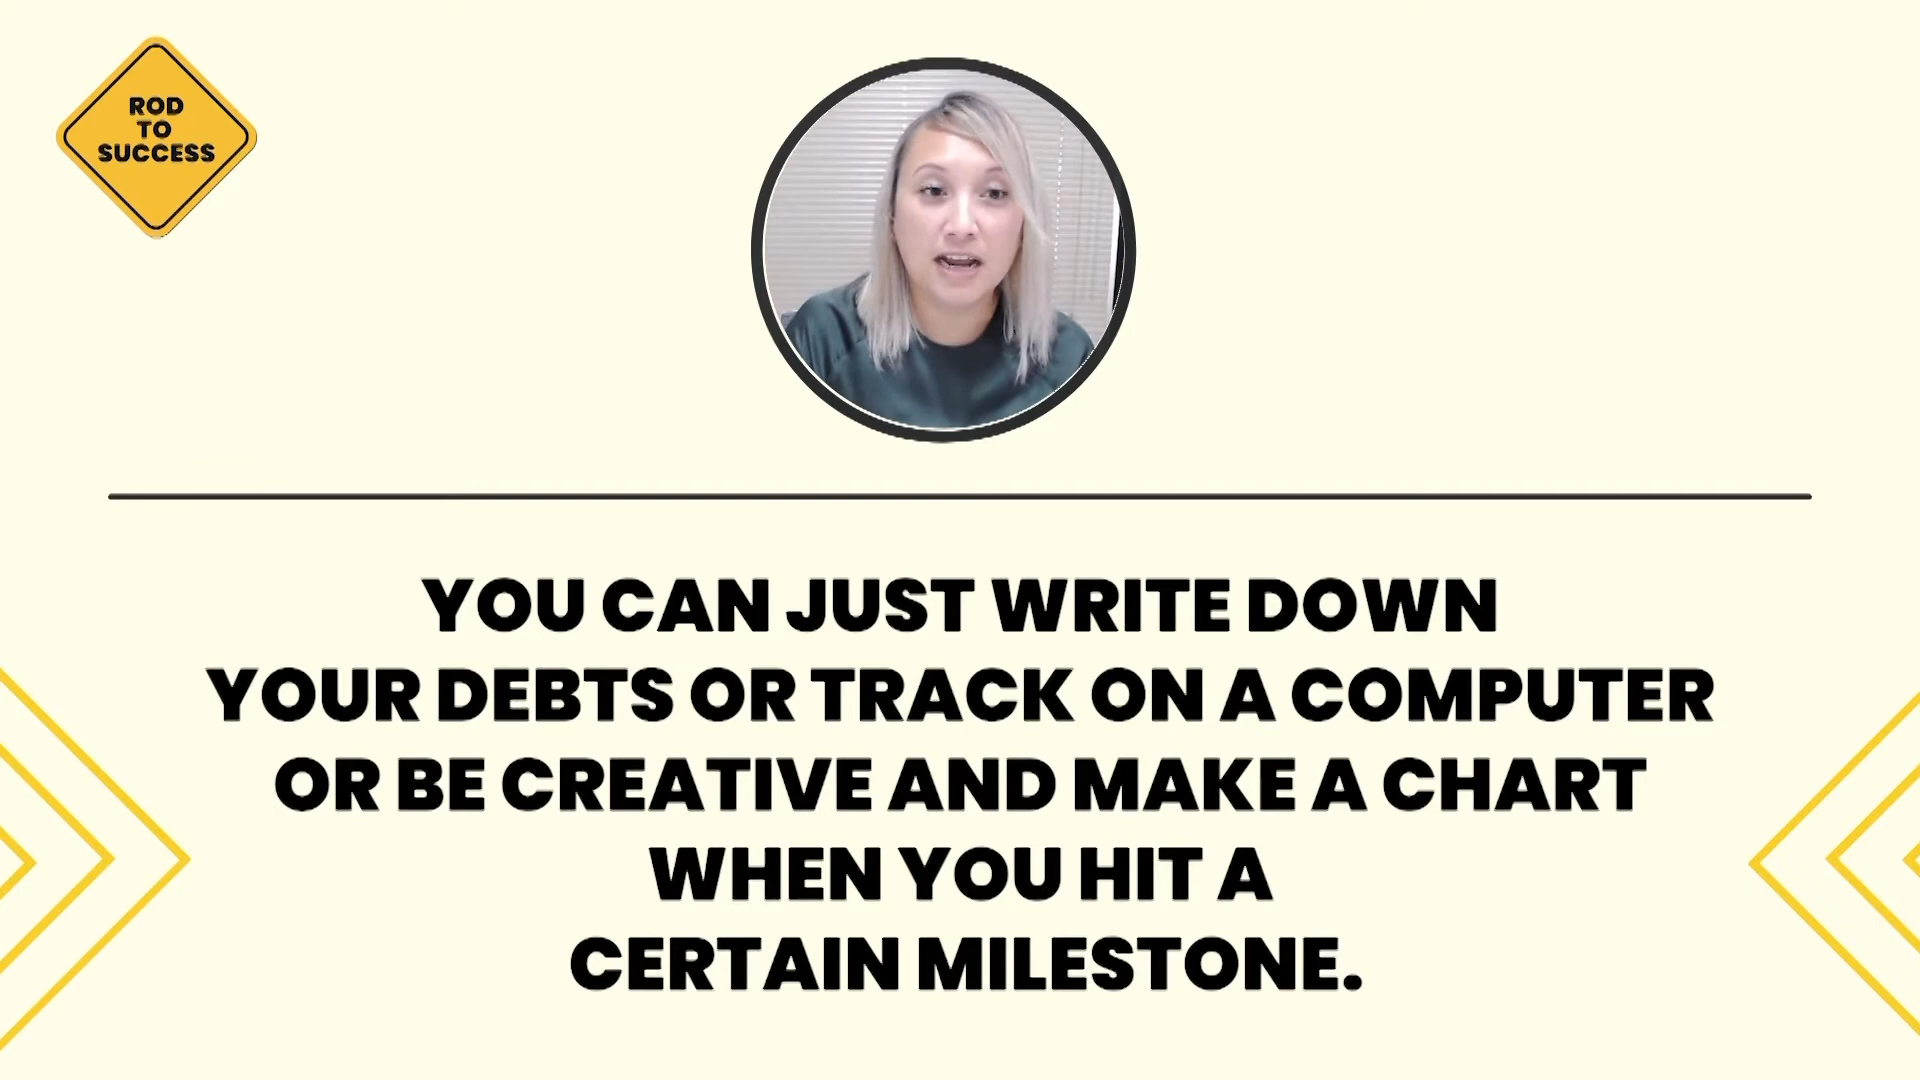 ROD
TO
SUCCESS
YOU CAN JUST WRITE DOWN
YOUR DEBTS OR TRACK ON A COMPUTER
OR BE CREATIVE AND MAKE A CHART
WHEN YOU HIT A
CERTAIN MILESTONE.